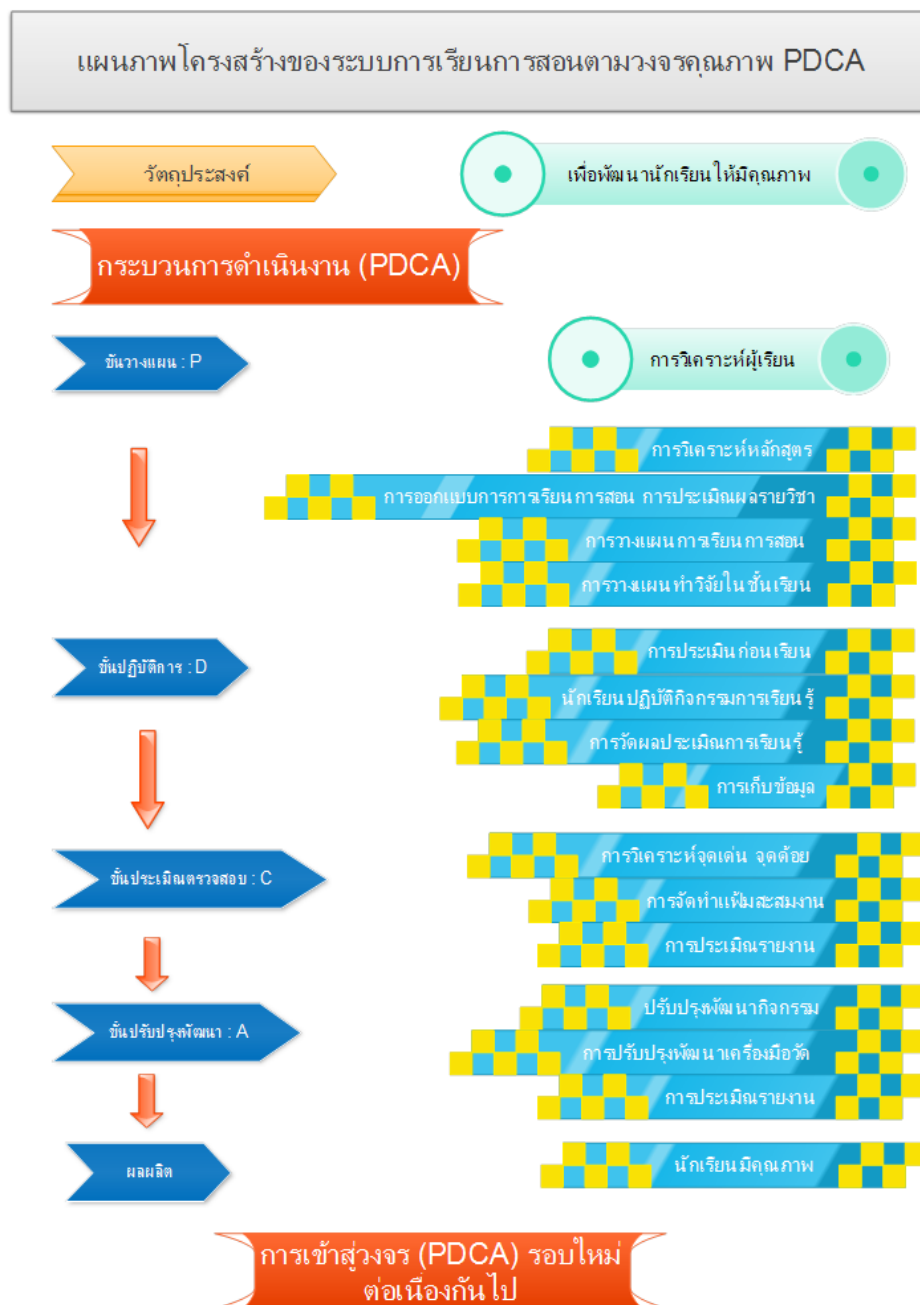 แผนภาพโครงสร้างของระบบการเรียนการสอนตามวงจรคุณภาพ PDCA
วัตถุประสงค์
เพื่อพัฒนานักเรียนให้มีคุณภาพ
กระบวนการดำเนินงาน (PDCA)
ขั้นวางแผน : P
การวิเคราะห์ผู้เรียน
การวิเคราะห์หลักสูตร
การออกแบบการการเรียนการสอน การประเมิณผลรายวิชา
การวางแผนการเรียนการสอน
การวางแผนทำวิจัยในชั้นเรียน
ขั้นปฏิบัติการ : D
การประเมินก่อนเรียน
นักเรียนปฏิบัติกิจกรรมการเรียนรู้
การวัดผลประเมิณการเรียนรู้
การเก็บข้อมูล
ขั้นประเมิณตรวจสอบ : C
การวิเคราะห์จุดเด่น จุดด้อย
การจัดทำแฟ้มสะสมงาน
การประเมิณรายงาน
ขั้นปรับปรุงพัฒนา : A
ปรับปรุงพัฒนากิจกรรม
การปรับปรุงพัฒนาเครื่องมือวัด
การประเมิณรายงาน
ผลผลิต
นักเรียนมีคุณภาพ
การเข้าสู่วงจร (PDCA) รอบใหม่
ต่อเนื่องกันไป